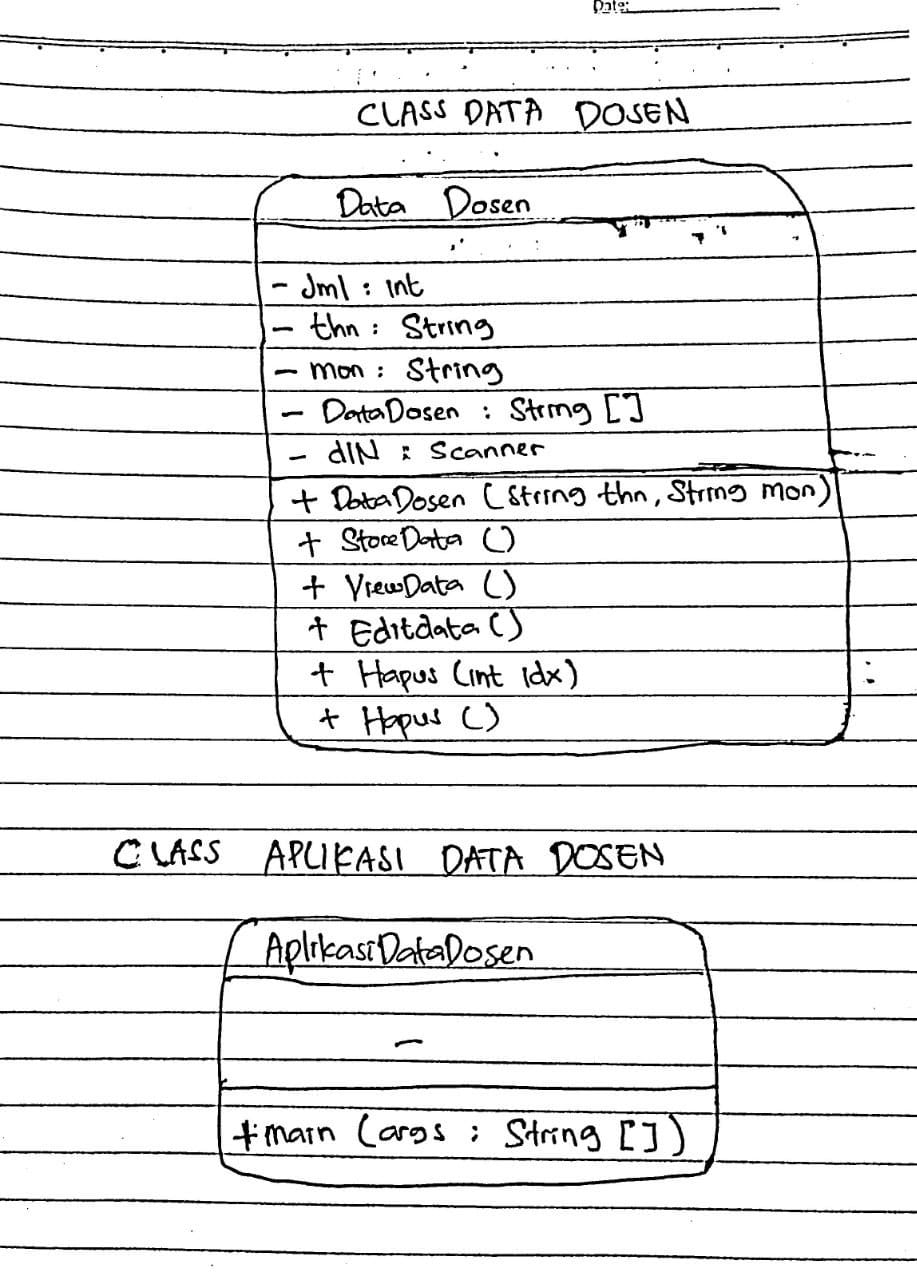 Date:
CLASS DATA DOSEN
Data Dosen
- Jml : int
- thn : String
- mon : String
- DataDosen : String []
- dIN : Scanner
+ DataDosen (String thn, String mon)
+ StoreData ()
+ ViewData ()
+ Editdata ()
+ Hapus (int idx)
+ Hapus ()
CLASS APLIKASI DATA DOSEN
AplikasiDataDosen
-
+ main (args : String [])